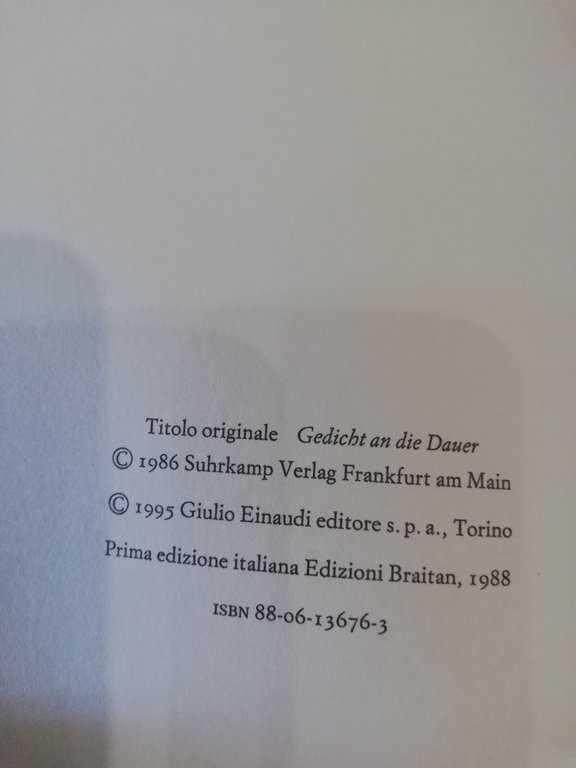 Titolo originale Gedicht an die Dauer
© 1986 Suhrkamp Verlag Frankfurt am Main
© 1995 Giulio Einaudi editore s. p. a., Torino
Prima edizione italiana Edizioni Braitan, 1988
ISBN 88-06-13676-3